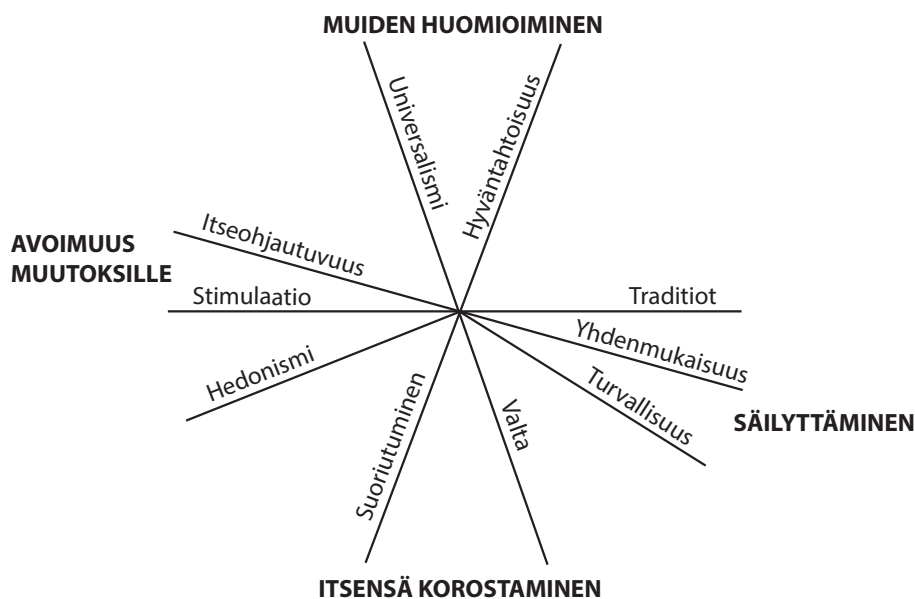 MUIDEN HUOMIOIMINEN
Universalismi
Hyväntahtoisuus
Itseohjautuvuus
AVOIMUUS
MUUTOKSILLE
Stimulaatio
Traditiot
Yhdenmukaisuus
Hedonismi
Turvallisuus
SÄILYTTÄMINEN
Suoriutuminen
Valta
ITSENSÄ KOROSTAMINEN